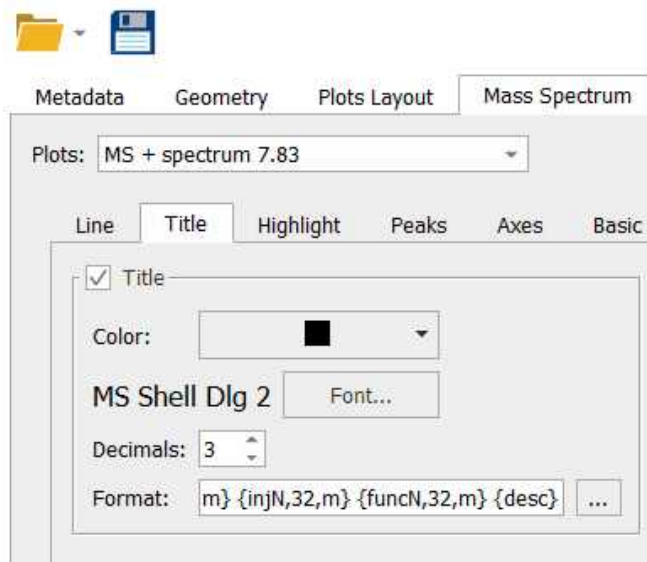 Metadata Geometry Plots Layout Mass Spectrum
Plots: MS + spectrum 7.83
Line Title Highlight Peaks Axes Basic
Title
Color:
MS Shell Dlg 2 Font...
Decimals: 3
Format: m} {injN,32,m} {funcN,32,m} {desc} ...